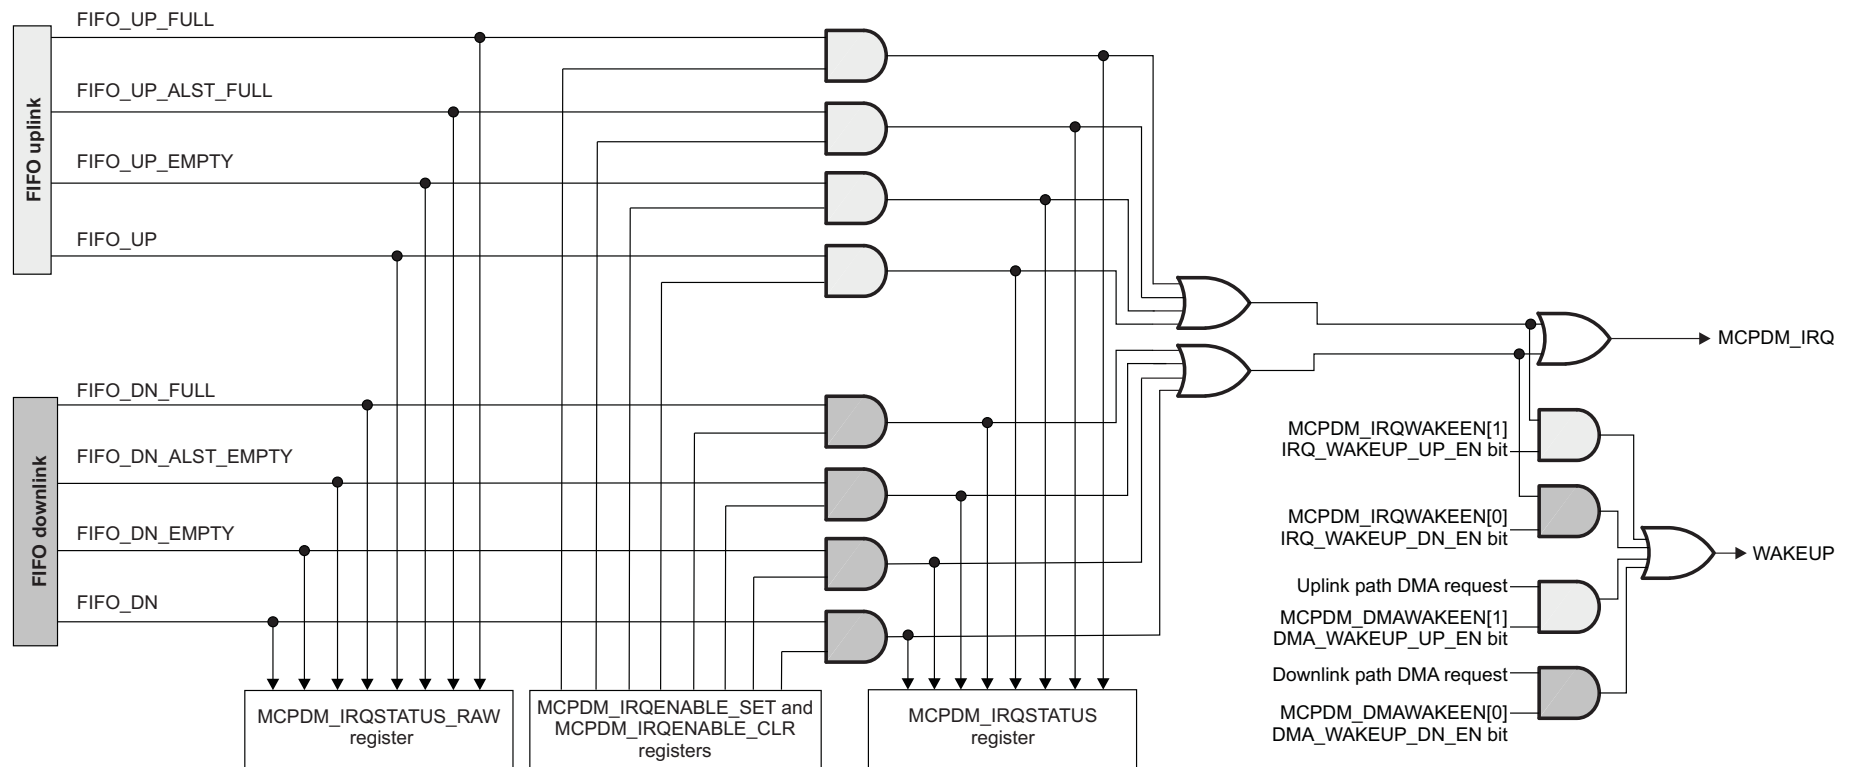 FIFO uplink
FIFO_UP_FULL
FIFO_UP_ALST_FULL
FIFO_UP_EMPTY
FIFO_UP
FIFO downlink
FIFO_DN_FULL
FIFO_DN_ALST_EMPTY
FIFO_DN_EMPTY
FIFO_DN
MCPDM_IRQSTATUS_RAW
register
MCPDM_IRQENABLE_SET and
MCPDM_IRQENABLE_CLR
registers
MCPDM_IRQSTATUS
register
MCPDM_IRQ
MCPDM_IRQWAKEEN[1]
IRQ_WAKEUP_UP_EN bit
MCPDM_IRQWAKEEN[0]
IRQ_WAKEUP_DN_EN bit
WAKEUP
Uplink path DMA request
MCPDM_DMAWAKEEN[1]
DMA_WAKEUP_UP_EN bit
Downlink path DMA request
MCPDM_DMAWAKEEN[0]
DMA_WAKEUP_DN_EN bit